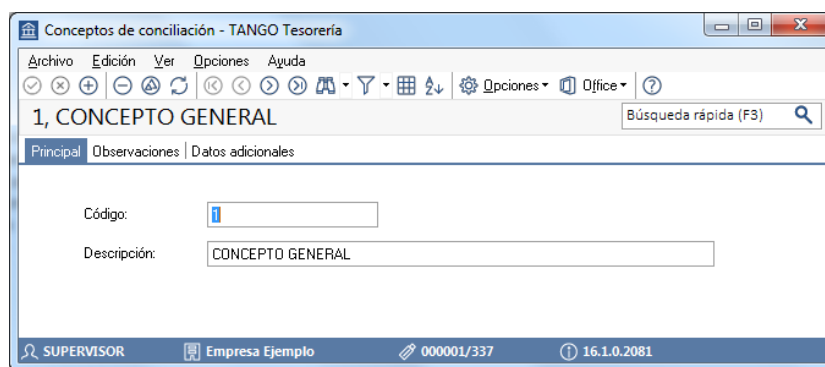 Conceptos de conciliación - TANGO Tesorería
Archivo Edición Ver Opciones Ayuda
Opciones Office
1, CONCEPTO GENERAL
Búsqueda rápida (F3)
Principal Observaciones Datos adicionales
Código: 1
Descripción: CONCEPTO GENERAL
SUPERVISOR Empresa Ejemplo 000001/337 16.1.0.2081